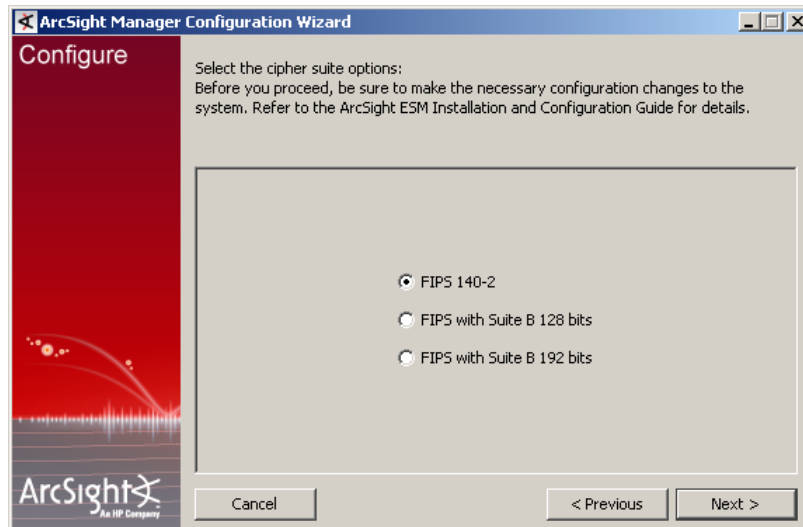 ArcSight Manager Configuration Wizard
Configure
Select the cipher suite options:
Before you proceed, be sure to make the necessary configuration changes to the
system. Refer to the ArcSight ESM Installation and Configuration Guide for details.
FIPS 140-2
FIPS with Suite B 128 bits
FIPS with Suite B 192 bits
ArcSight
An HP Company
Cancel
< Previous
Next >